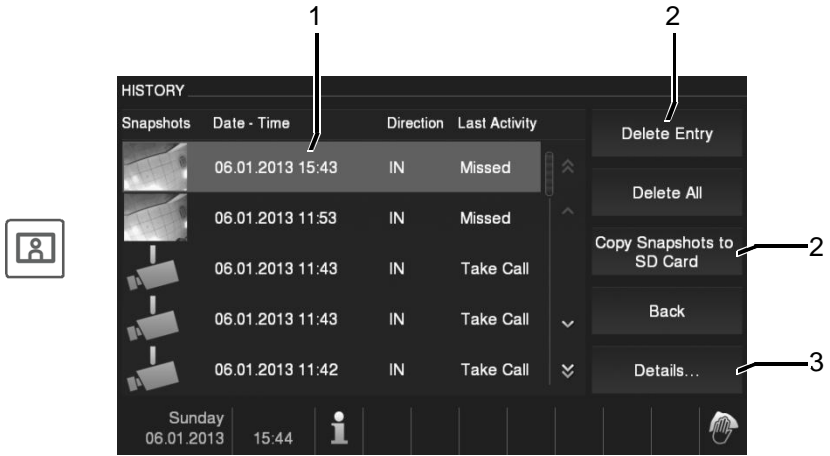 1
2
HISTORY
Snapshots Date - Time Direction Last Activity
Delete Entry
06.01.2013 15:43 IN Missed
Delete All
06.01.2013 11:53 IN Missed
Copy Snapshots to
SD Card
2
06.01.2013 11:43 IN Take Call
06.01.2013 11:43 IN Take Call
Back
06.01.2013 11:42 IN Take Call
Details...
3
Sunday
06.01.2013 15:44